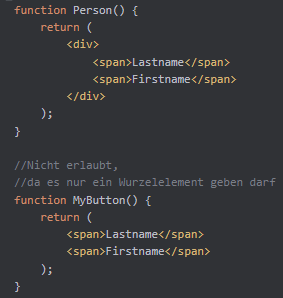 function Person() {
    return (
        <div>
            <span>Lastname</span>
            <span>Firstname</span>
        </div>
    );
}

//Nicht erlaubt,
//da es nur ein Wurzelelement geben darf
function MyButton() {
    return (
        <span>Lastname</span>
        <span>Firstname</span>
    );
}